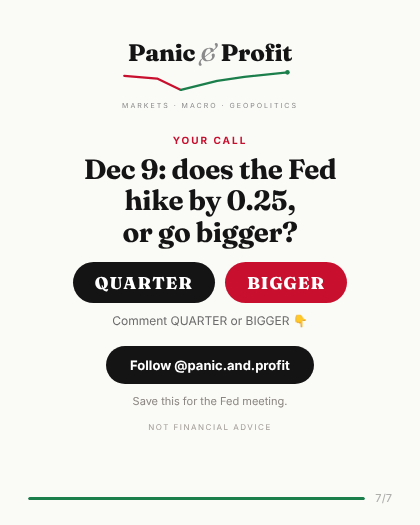 Panic & Profit
MARKETS · MACRO · GEOPOLITICS
YOUR CALL
Dec 9: does the Fed
hike by 0.25,
or go bigger?
QUARTER
BIGGER
Comment QUARTER or BIGGER 👇
Follow @panic.and.profit
Save this for the Fed meeting.
NOT FINANCIAL ADVICE
7/7